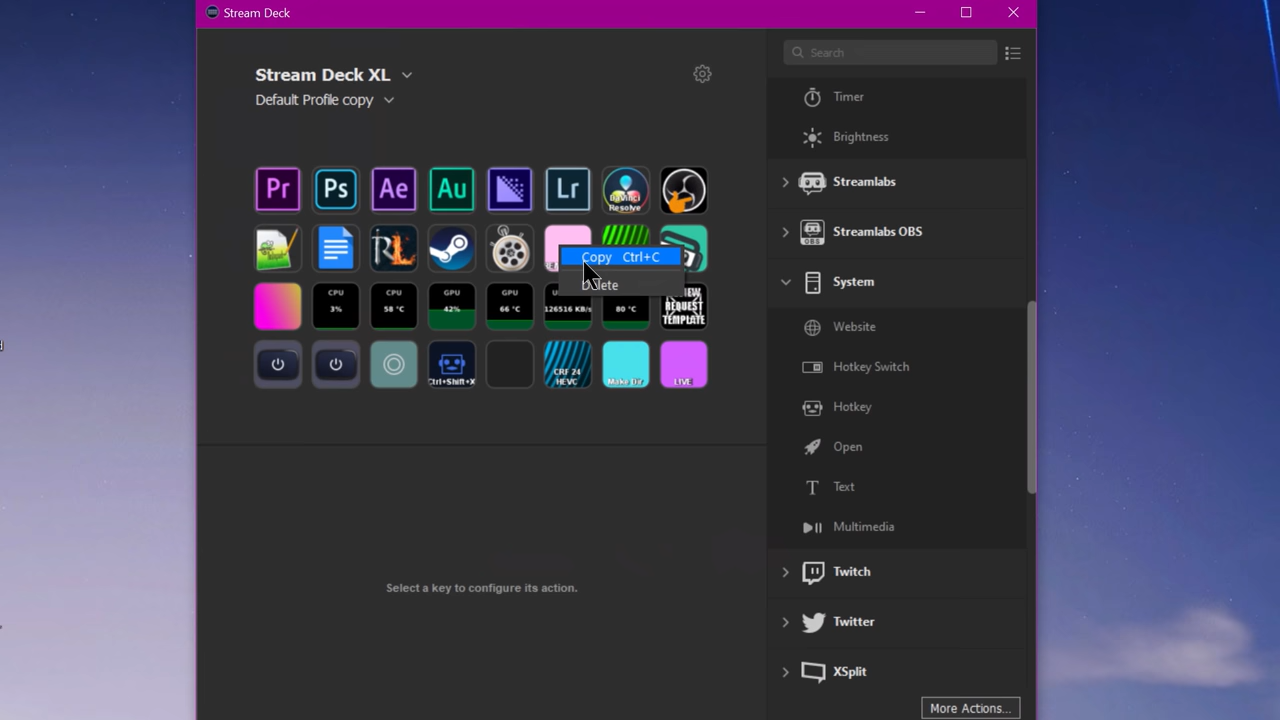 Stream Deck
Stream Deck XL
Default Profile copy
Search
Timer
Brightness
Streamlabs
Streamlabs OBS
System
Website
Hotkey Switch
Hotkey
Open
Text
Multimedia
Twitch
Twitter
XSplit
More Actions...
Pr
Ps
Ae
Au
Lr
DaVinci
Resolve
RL
Copy Ctrl+C
CPU
3%
CPU
58 °C
GPU
42%
GPU
66 °C
126516 KB/s
80 °C
REQUEST
TEMPLATE
Ctrl+Shift+X
CRF 24
HEVC
Make Dir
LIVE
Select a key to configure its action.